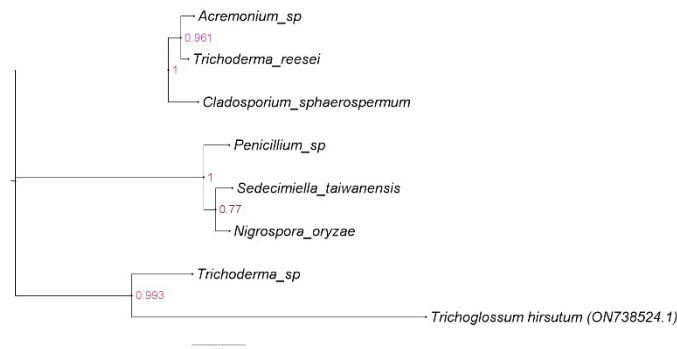 Acremonium_sp
0.961
Trichoderma_reesei
1
Cladosporium_sphaerospermum
Penicillium_sp
1
Sedecimiella_taiwanensis
0.77
Nigrospora_oryzae
Trichoderma_sp
0.993
Trichoglossum hirsutum (ON738524.1)